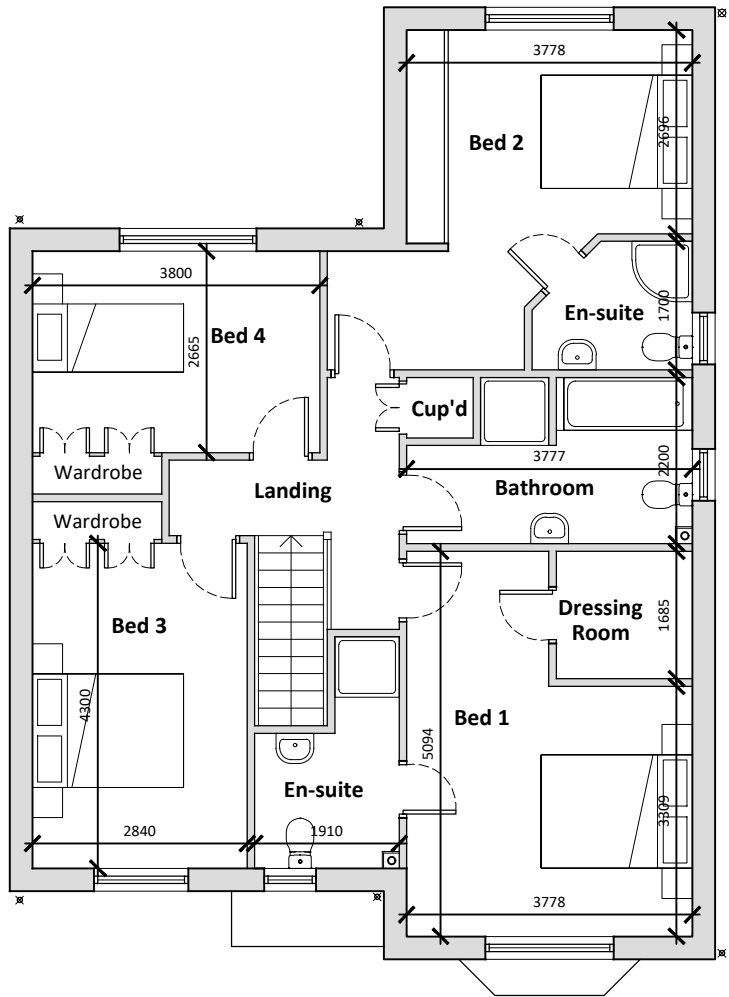 3778
2696
Bed 2
3800
Bed 4
2665
En-suite
1700
Cup'd
Wardrobe
Landing
3777
2200
Bathroom
Wardrobe
Bed 3
Dressing
Room
1685
4300
Bed 1
5094
En-suite
3309
2840
1910
3778